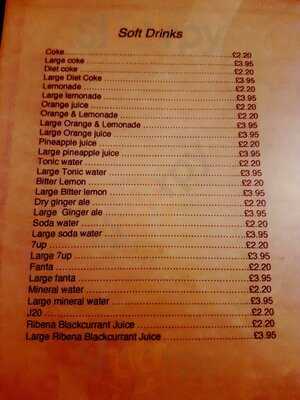 Soft Drinks
Coke £2.20
Large coke £3.95
Diet coke £2.20
Large Diet Coke £3.95
Lemonade £2.20
Large lemonade £3.95
Orange juice £2.20
Orange & Lemonade £2.20
Large Orange & Lemonade £3.95
Large Orange juice £3.95
Pineapple juice £2.20
Large pineapple juice £3.95
Tonic water £2.20
Large Tonic water £3.95
Bitter Lemon £2.20
Large Bitter lemon £3.95
Dry ginger ale £2.20
Large Ginger ale £3.95
Soda water £2.20
Large soda water £3.95
7up £2.20
Large 7up £3.95
Fanta £2.20
Large fanta £3.95
Mineral water £2.20
Large mineral water £3.95
J20 £2.20
Ribena Blackcurrant Juice £2.20
Large Ribena Blackcurrant Juice £3.95